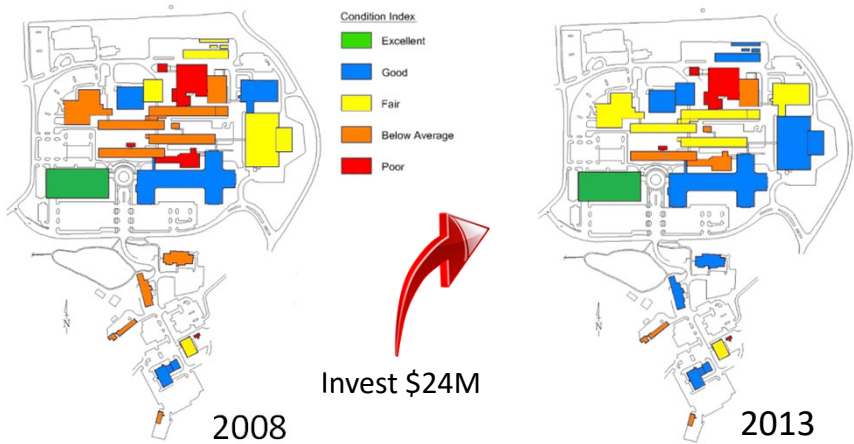 Condition Index
Excellent
Good
Fair
Below Average
Poor
N
N
Invest $24M
2008
2013